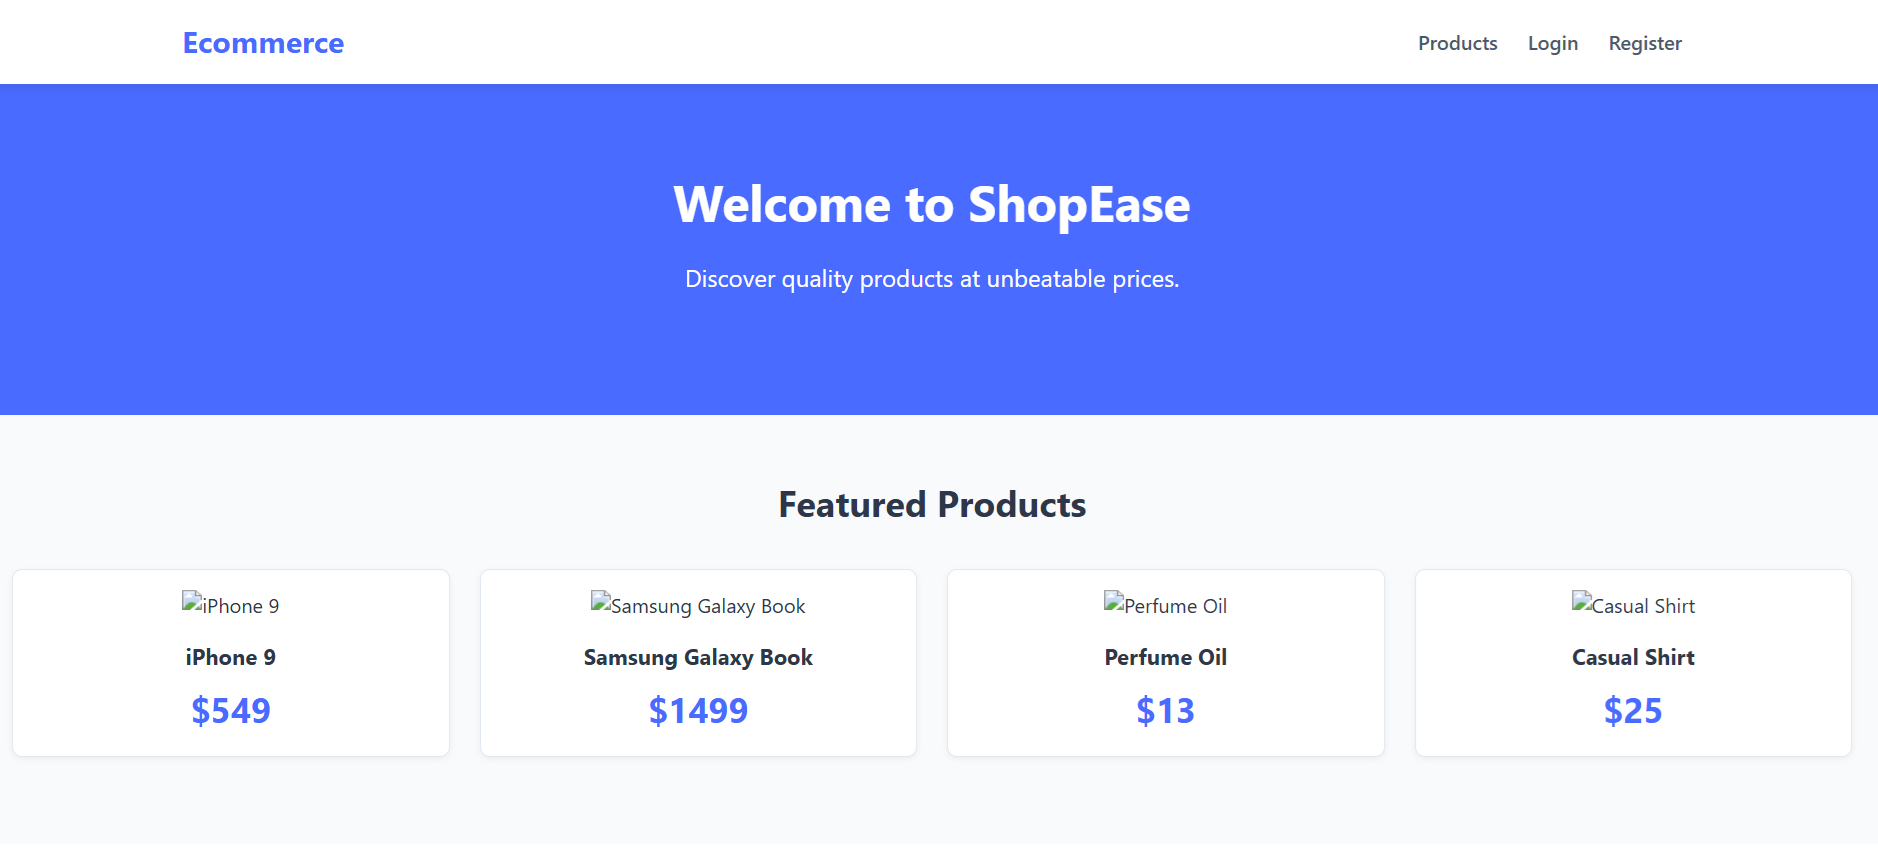 Ecommerce
Products Login Register
Welcome to ShopEase
Discover quality products at unbeatable prices.
Featured Products
iPhone 9
iPhone 9
$549
Samsung Galaxy Book
Samsung Galaxy Book
$1499
Perfume Oil
Perfume Oil
$13
Casual Shirt
Casual Shirt
$25